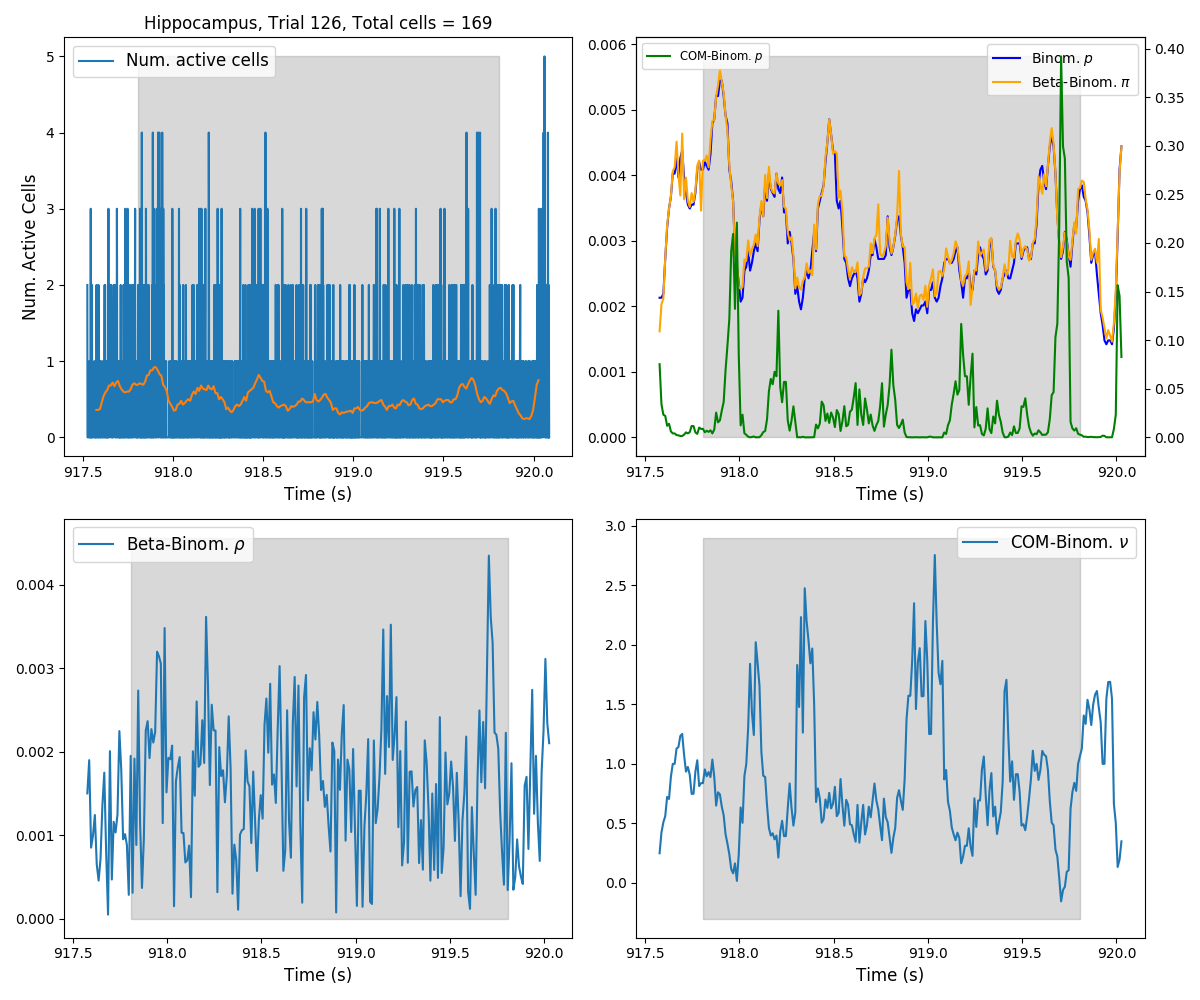 Hippocampus, Trial 126, Total cells = 169
Num. active cells
Num. Active Cells
5
4
3
2
1
0
917.5 918.0 918.5 919.0 919.5 920.0
Time (s)
COM-Binom. p
Binom. p
Beta-Binom. π
0.006
0.005
0.004
0.003
0.002
0.001
0.000
0.40
0.35
0.30
0.25
0.20
0.15
0.10
0.05
0.00
917.5 918.0 918.5 919.0 919.5 920.0
Time (s)
Beta-Binom. ρ
0.004
0.003
0.002
0.001
0.000
917.5 918.0 918.5 919.0 919.5 920.0
Time (s)
COM-Binom. ν
3.0
2.5
2.0
1.5
1.0
0.5
0.0
917.5 918.0 918.5 919.0 919.5 920.0
Time (s)